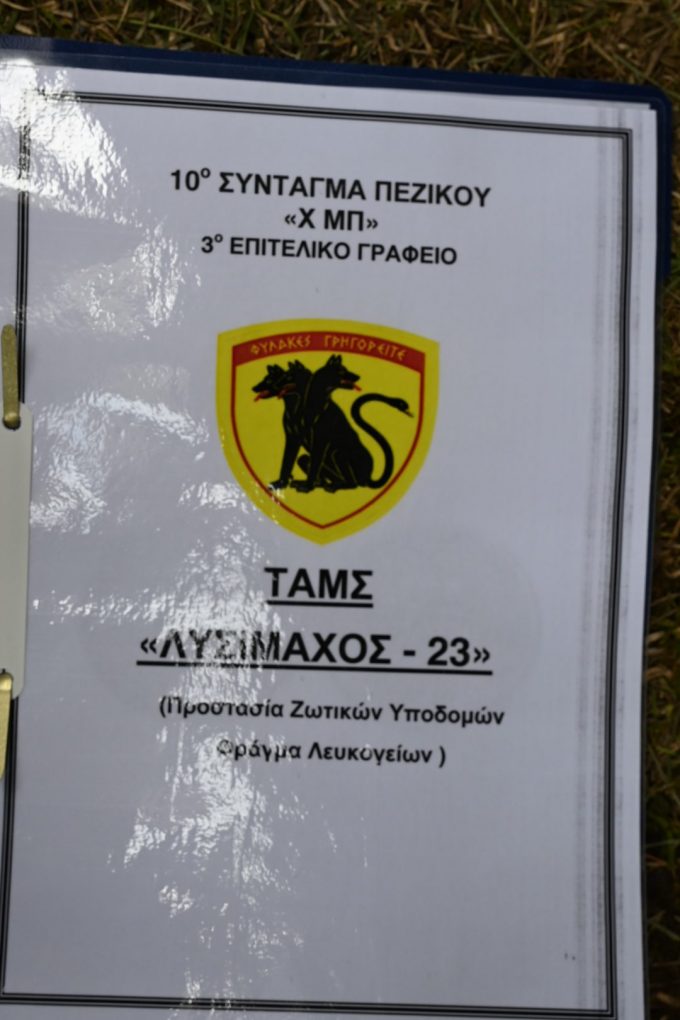 10ο ΣΥΝΤΑΓΜΑ ΠΕΖΙΚΟΥ
«Χ ΜΠ»
3ο ΕΠΙΤΕΛΙΚΟ ΓΡΑΦΕΙΟ
ΦΥΛΑΚΕΣ ΓΡΗΓΟΡΕΙΤΕ
ΤΑΜΣ
«ΛΥΣΙΜΑΧΟΣ - 23»
(Προστασία Ζωτικών Υποδομών
Φράγμα Λευκογείων )